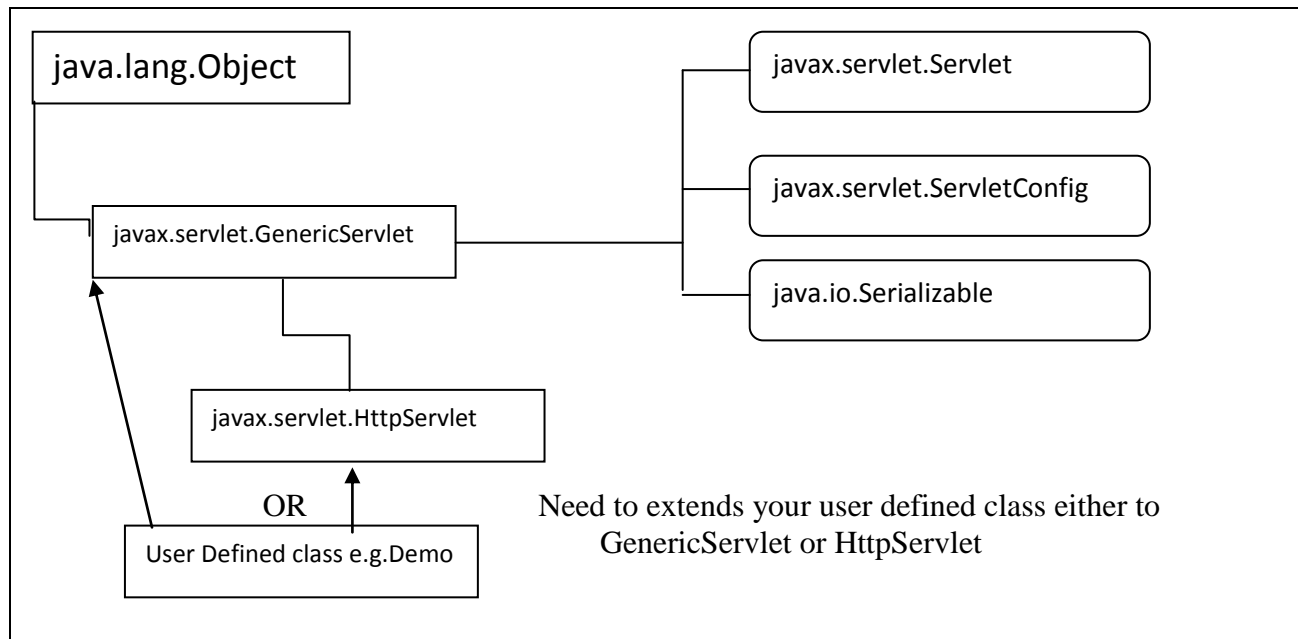 java.lang.Object
javax.servlet.Servlet
javax.servlet.ServletConfig
javax.servlet.GenericServlet
java.io.Serializable
javax.servlet.HttpServlet
OR
Need to extends your user defined class either to
GenericServlet or HttpServlet
User Defined class e.g.Demo